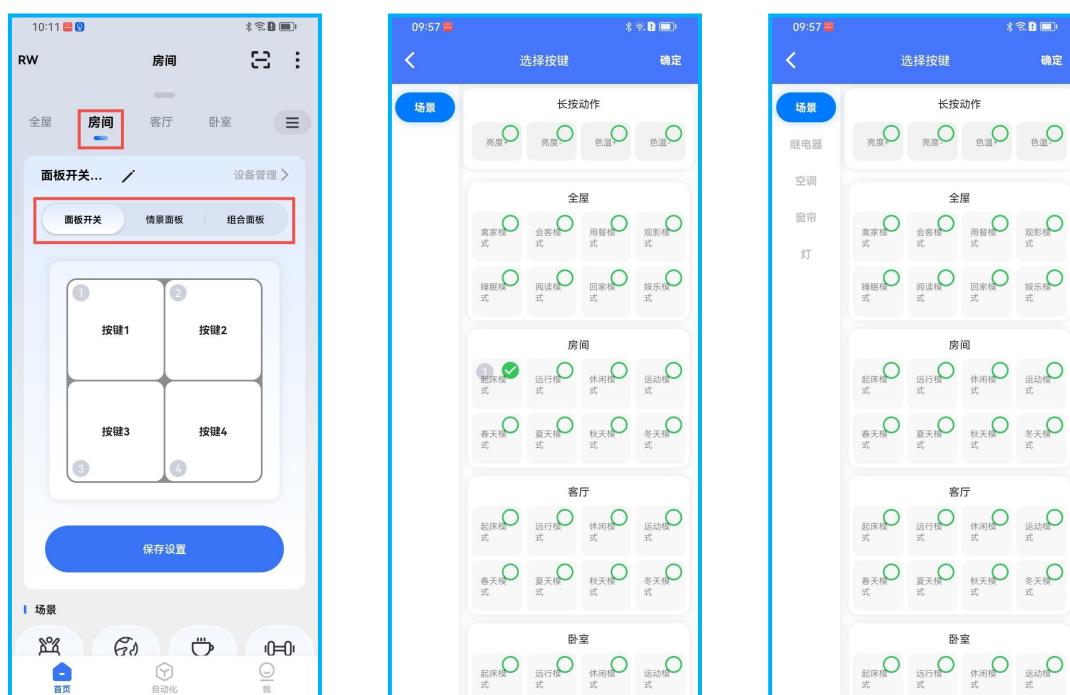 10:11
RW
房间
全屋
房间
客厅
卧室
面板开关...
设备管理
面板开关
情景面板
组合面板
1
2
按键1
按键2
按键3
按键4
3
4
保存设置
场景
首页
自动化
我
09:57
选择按键
确定
场景
长按动作
亮度+
亮度-
色温+
色温-
全屋
离家模式
会客模式
用餐模式
观影模式
睡眠模式
阅读模式
回家模式
娱乐模式
房间
1
起床模式
远行模式
休闲模式
运动模式
春天模式
夏天模式
秋天模式
冬天模式
客厅
起床模式
远行模式
休闲模式
运动模式
春天模式
夏天模式
秋天模式
冬天模式
卧室
起床模式
远行模式
休闲模式
运动模式
09:57
选择按键
确定
场景
继电器
空调
窗帘
灯
长按动作
亮度+
亮度-
色温+
色温-
全屋
离家模式
会客模式
用餐模式
观影模式
睡眠模式
阅读模式
回家模式
娱乐模式
房间
起床模式
远行模式
休闲模式
运动模式
春天模式
夏天模式
秋天模式
冬天模式
客厅
起床模式
远行模式
休闲模式
运动模式
春天模式
夏天模式
秋天模式
冬天模式
卧室
起床模式
远行模式
休闲模式
运动模式